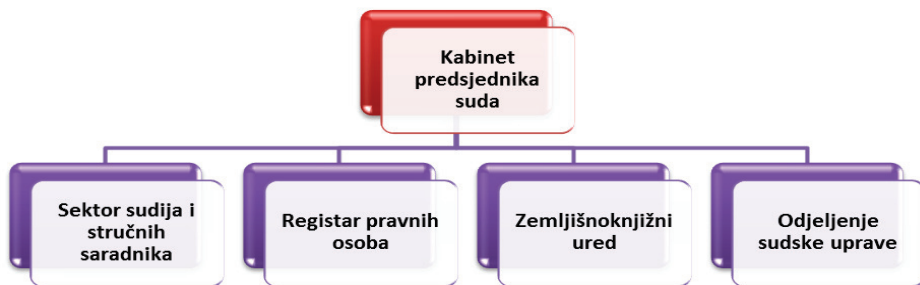 Kabinet
predsjednika
suda
Sektor sudija i
stručnih
saradnika
Registar pravnih
osoba
Zemljišnoknjižni
ured
Odjeljenje
sudske uprave